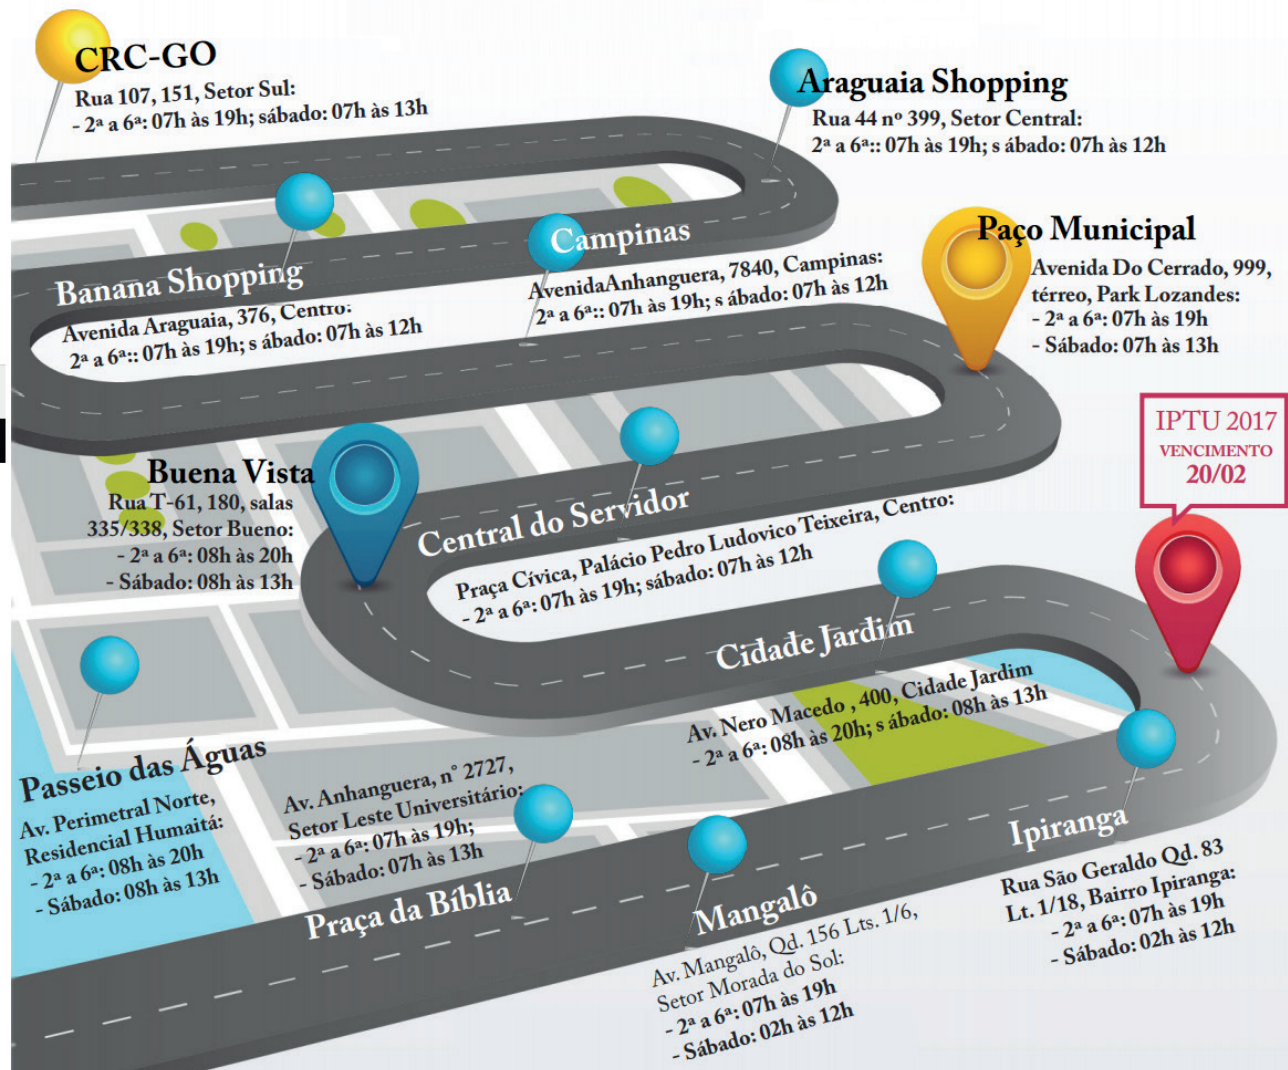 CRC-GO
Rua 107, 151, Setor Sul:
- 2ª a 6ª: 07h às 19h; sábado: 07h às 13h
Araguaia Shopping
Rua 44 nº 399, Setor Central:
2ª a 6ª:: 07h às 19h; s ábado: 07h às 12h
Banana Shopping
Avenida Araguaia, 376, Centro:
2ª a 6ª:: 07h às 19h; s ábado: 07h às 12h
Campinas
AvenidaAnhanguera, 7840, Campinas:
2ª a 6ª:: 07h às 19h; s ábado: 07h às 12h
Paço Municipal
Avenida Do Cerrado, 999,
térreo, Park Lozandes:
- 2ª a 6ª: 07h às 19h
- Sábado: 07h às 13h
IPTU 2017
VENCIMENTO
20/02
Buena Vista
Rua T-61, 180, salas
335/338, Setor Bueno:
- 2ª a 6ª: 08h às 20h
- Sábado: 08h às 13h
Central do Servidor
Praça Cívica, Palácio Pedro Ludovico Teixeira, Centro:
- 2ª a 6ª: 07h às 19h; sábado: 07h às 12h
Cidade Jardim
Av. Nero Macedo , 400, Cidade Jardim
- 2ª a 6ª: 08h às 20h; s ábado: 08h às 13h
Passeio das Águas
Av. Perimetral Norte,
Residencial Humaitá:
- 2ª a 6ª: 08h às 20h
- Sábado: 08h às 13h
Av. Anhanguera, n° 2727,
Setor Leste Universitário:
- 2ª a 6ª: 07h às 19h;
- Sábado: 07h às 13h
Praça da Bíblia
Mangalô
Av. Mangalô, Qd. 156 Lts. 1/6,
Setor Morada do Sol:
- 2ª a 6ª: 07h às 19h
- Sábado: 02h às 12h
Ipiranga
Rua São Geraldo Qd. 83
Lt. 1/18, Bairro Ipiranga:
- 2ª a 6ª: 07h às 19h
- Sábado: 02h às 12h